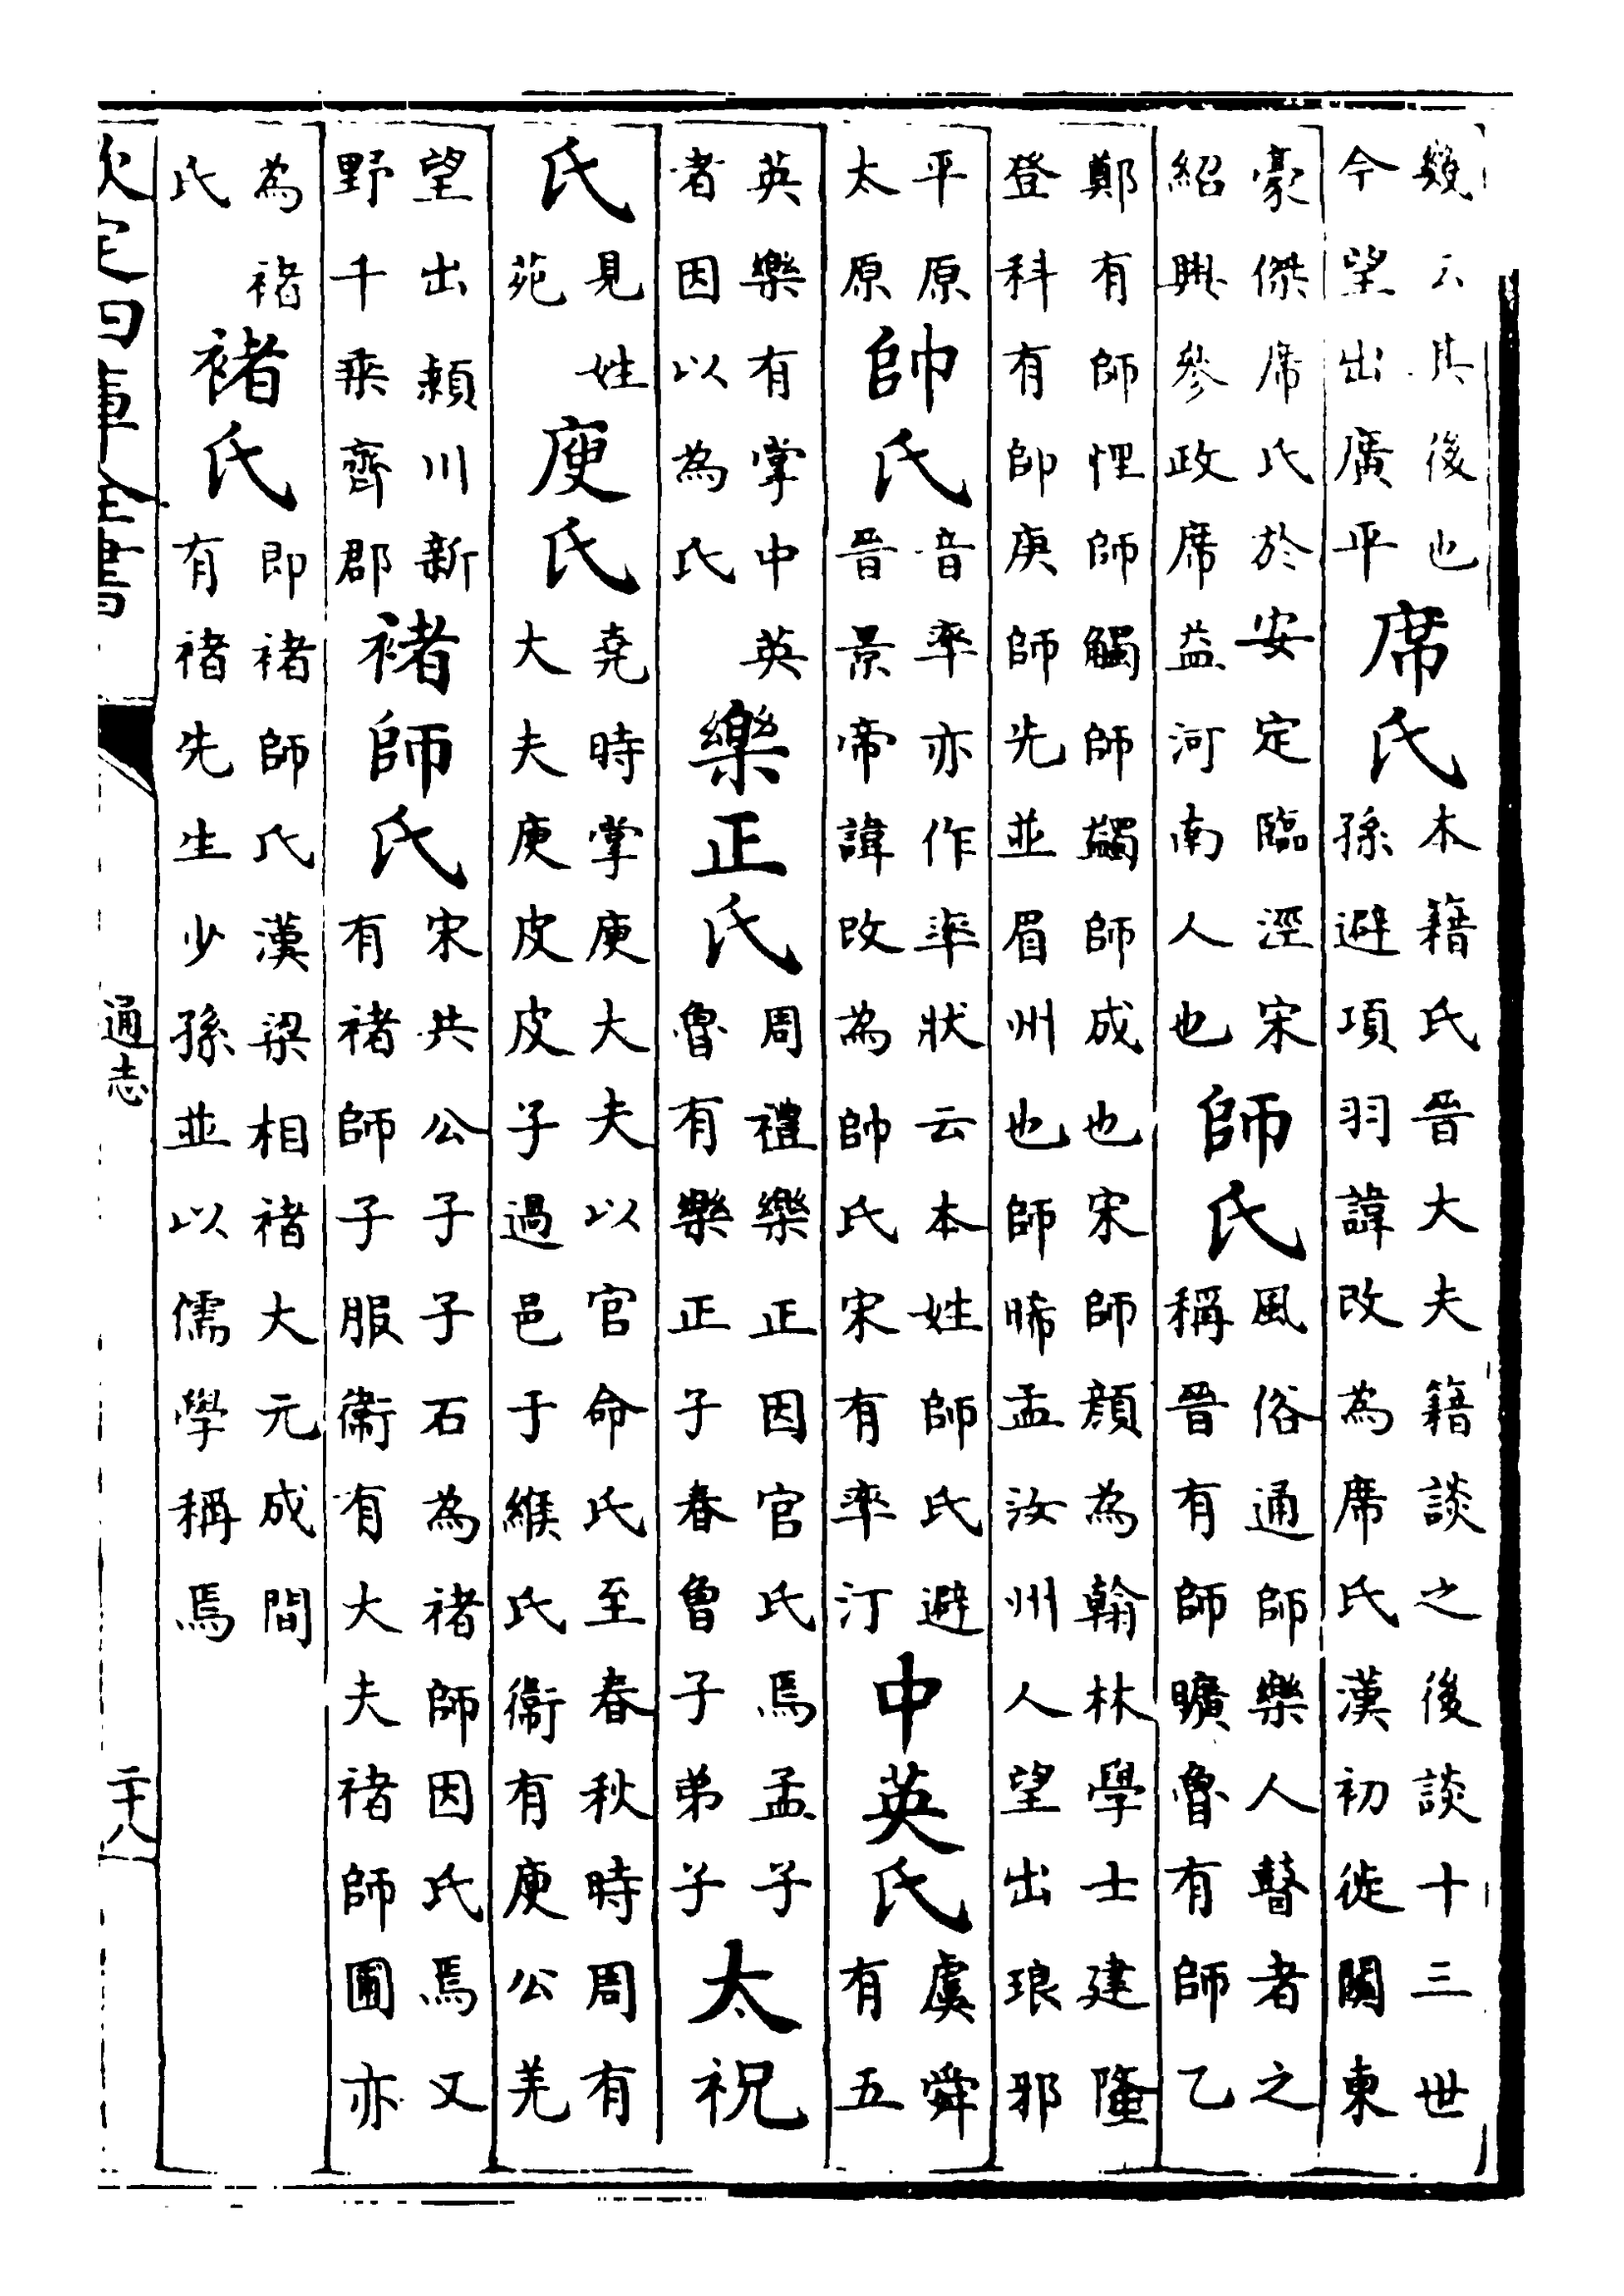 幾云其後也
今望出廣平
席氏
本籍氏晉大夫籍談之後談十三世
孫避項羽諱改為席氏漢初徙關東
豪傑席氏於安定臨涇宋
紹興參政席益河南人也
師氏
風俗通師樂人瞽者之
稱晉有師曠魯有師乙
鄭有師悝師觸師蠲師成也宋師顔為翰林學士建隆
登科有師庚師先並眉州也師晞孟汝州人望出琅邪
平原
太原
帥氏
音率亦作率狀云本姓師氏避
晉景帝諱改為帥氏宋有率汀
中英氏
虞舜
有五
英樂有掌中英
者因以為氏
樂正氏
周禮樂正因官氏焉孟子
魯有樂正子春魯子弟子
太祝
氏
見姓
苑
庾氏
堯時掌庾大夫以官命氏至春秋時周有
大夫庾皮皮子過邑于緱氏衞有庾公羌
望出潁川新
野千乗齊郡
褚師氏
宋共公子子石為褚師因氏焉又
有褚師子服衞有大夫褚師圃亦
為褚
氏
褚氏
即褚師氏漢梁相褚大元成間
有褚先生少孫並以儒學稱焉
欽定四庫全書
通志
二十八